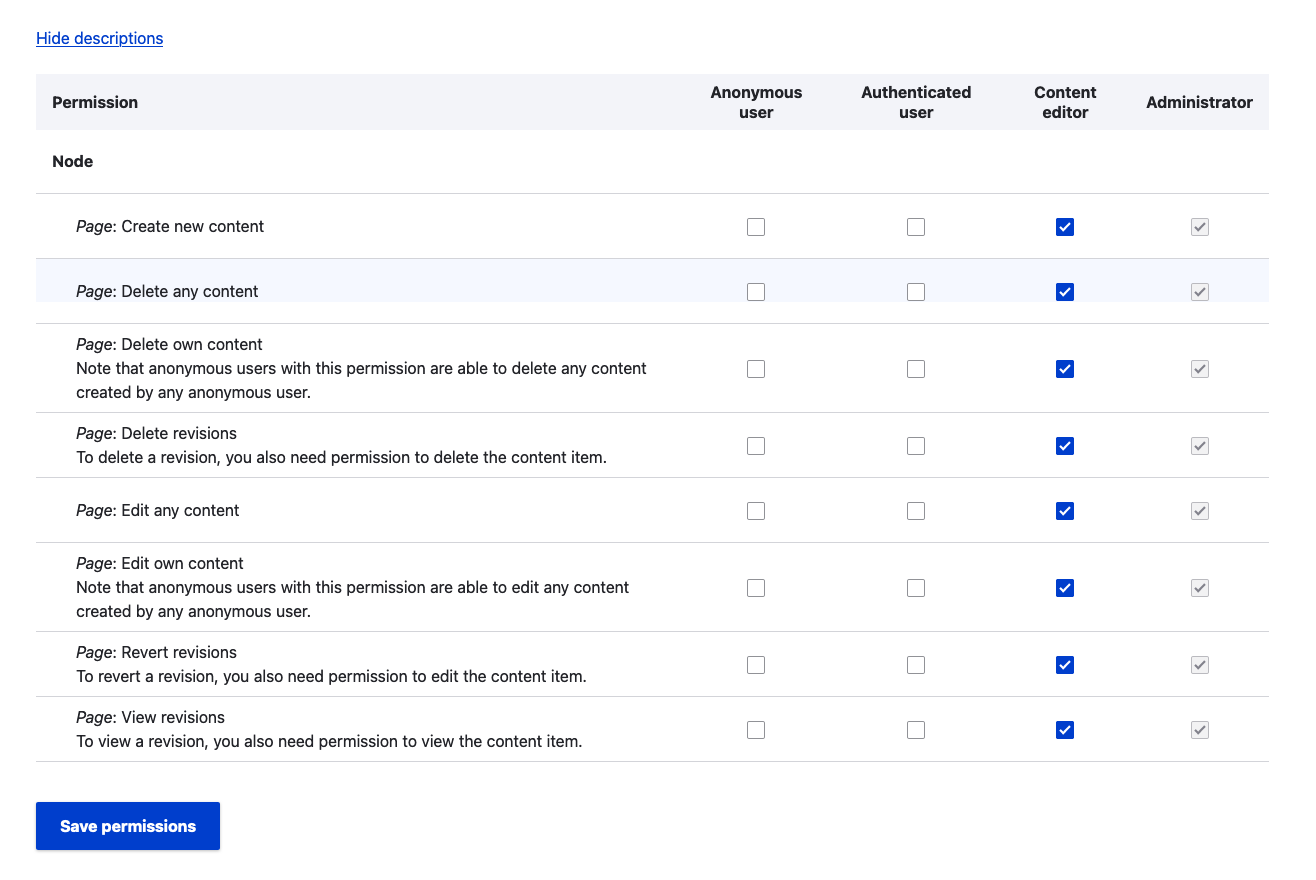 Hide descriptions
Permission
Anonymous user
Authenticated user
Content editor
Administrator
Node
Page: Create new content
Page: Delete any content
Page: Delete own content
Note that anonymous users with this permission are able to delete any content
created by any anonymous user.
Page: Delete revisions
To delete a revision, you also need permission to delete the content item.
Page: Edit any content
Page: Edit own content
Note that anonymous users with this permission are able to edit any content
created by any anonymous user.
Page: Revert revisions
To revert a revision, you also need permission to edit the content item.
Page: View revisions
To view a revision, you also need permission to view the content item.
Save permissions